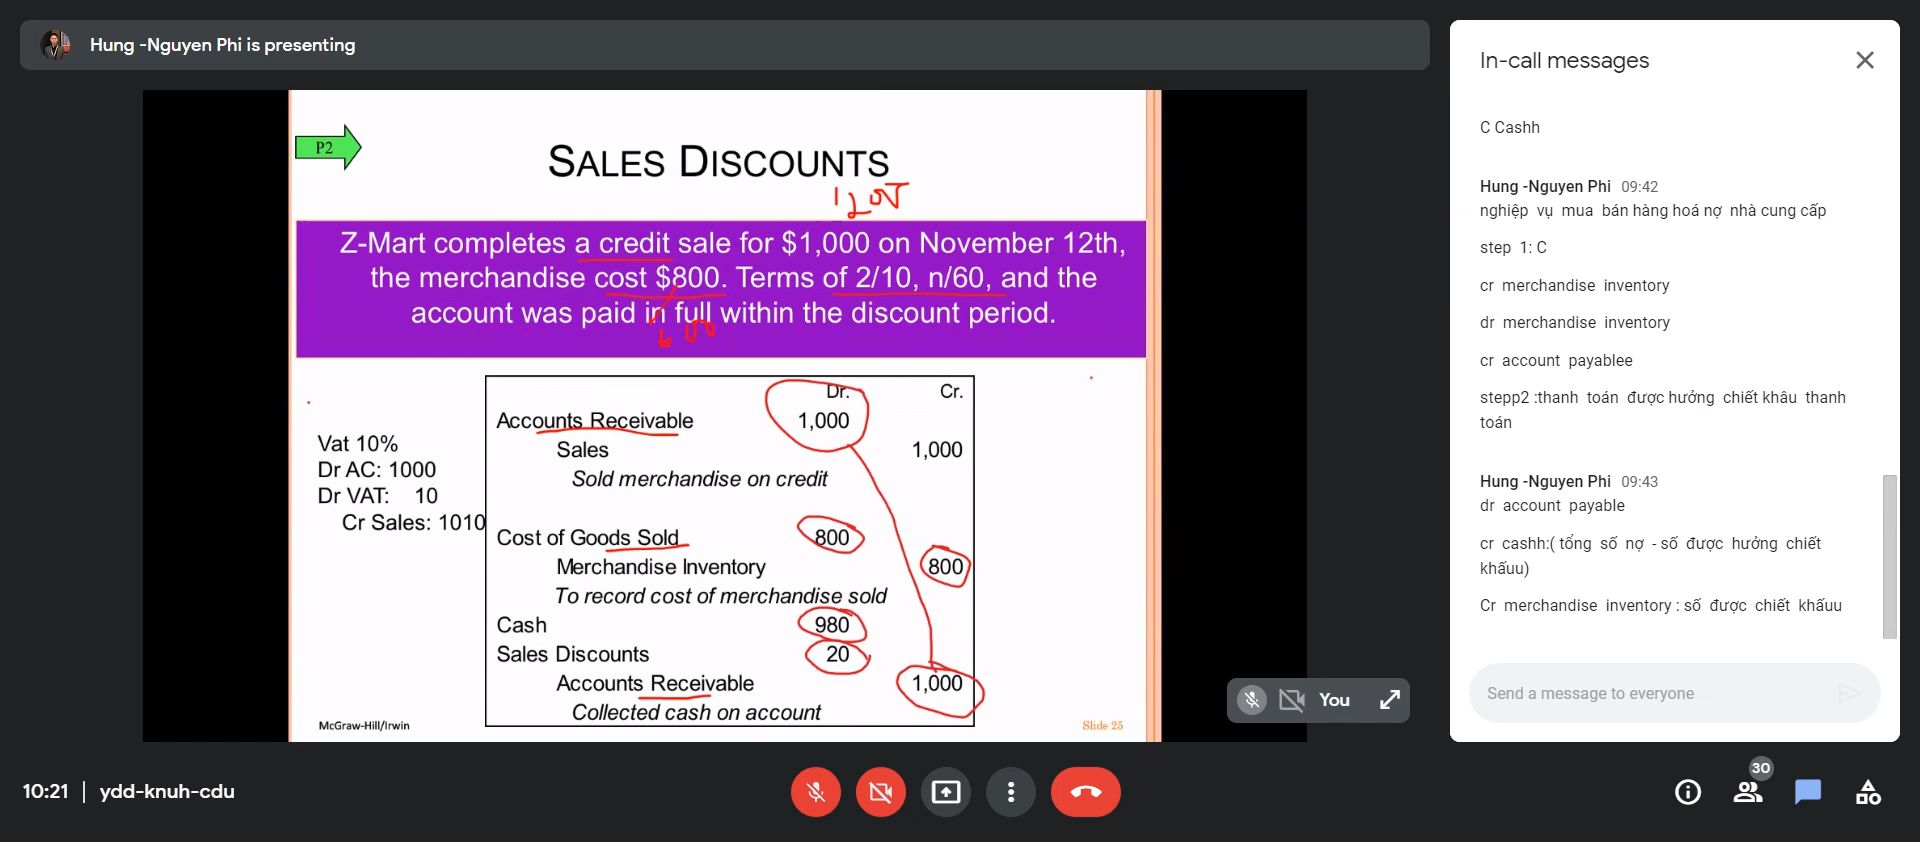 Hung -Nguyen Phi is presenting
P2
SALES DISCOUNTS
Z-Mart completes a credit sale for $1,000 on November 12th,
the merchandise cost $800. Terms of 2/10, n/60, and the
account was paid in full within the discount period.
600
Dr. Cr.
Accounts Receivable 1,000
Sales 1,000
Sold merchandise on credit
Cost of Goods Sold 800
Merchandise Inventory 800
To record cost of merchandise sold
Cash 980
Sales Discounts 20
Accounts Receivable 1,000
Collected cash on account
Vat 10%
Dr AC: 1000
Dr VAT: 10
Cr Sales: 1010
McGraw-Hill/Irwin
Slide 25
You
In-call messages
C Cashh
Hung -Nguyen Phi 09:42
nghiệp vụ mua bán hàng hoá nợ nhà cung cấp
step 1: C
cr merchandise inventory
dr merchandise inventory
cr account payablee
stepp2 :thanh toán được hưởng chiết khâu thanh
toán
Hung -Nguyen Phi 09:43
dr account payable
cr cashh:( tổng số nợ - số được hưởng chiết
khấuu)
Cr merchandise inventory : số được chiết khấuu
Send a message to everyone
10:21 | ydd-knuh-cdu
30